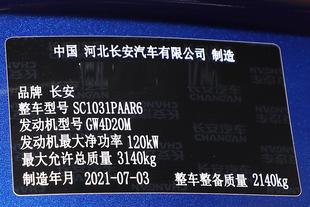 中国 河北长安汽车有限公司 制造
品牌 长安
整车型号 SC1031PAAR6
发动机型号 GW4D20M
发动机最大净功率 120kW
最大允许总质量 3140kg
制造年月 2021-07-03 整车整备质量 2140kg